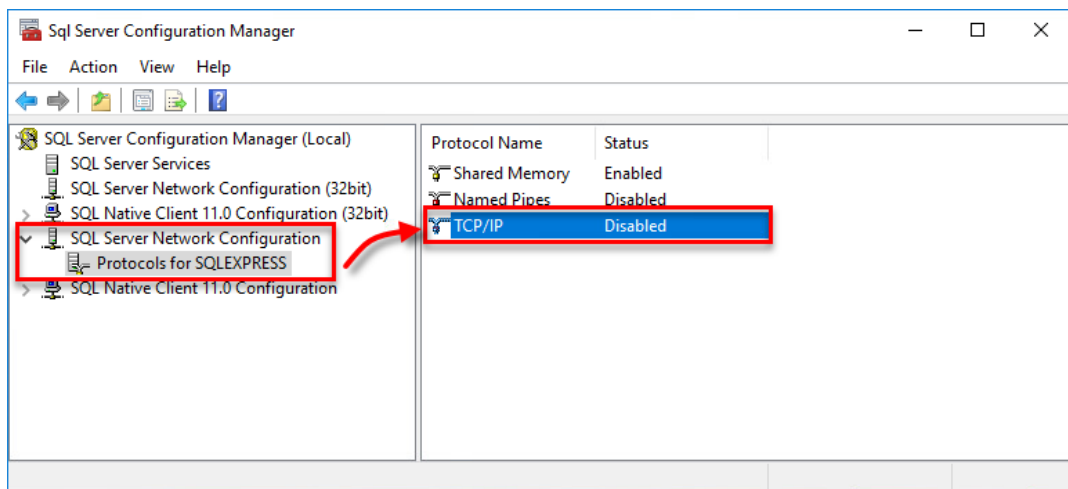 Sql Server Configuration Manager
File Action View Help
SQL Server Configuration Manager (Local)
SQL Server Services
SQL Server Network Configuration (32bit)
SQL Native Client 11.0 Configuration (32bit)
SQL Server Network Configuration
Protocols for SQLEXPRESS
SQL Native Client 11.0 Configuration
Protocol Name Status
Shared Memory Enabled
Named Pipes Disabled
TCP/IP Disabled